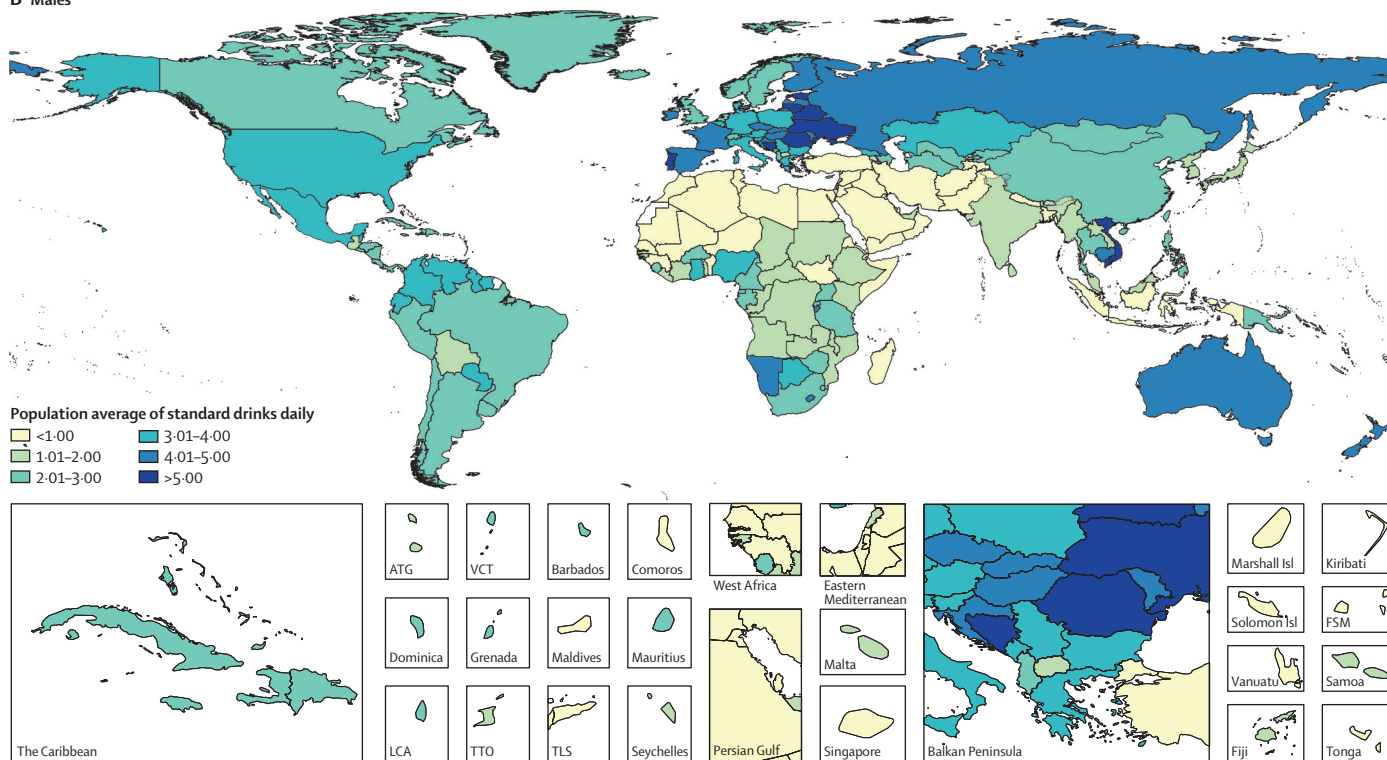 B Males
Population average of standard drinks daily
<1·00
1·01–2·00
2·01–3·00
3·01–4·00
4·01–5·00
>5·00
The Caribbean
ATG
VCT
Barbados
Comoros
Dominica
Grenada
Maldives
Mauritius
LCA
TTO
TLS
Seychelles
West Africa
Eastern
Mediterranean
Persian Gulf
Malta
Singapore
Balkan Peninsula
Marshall Isl
Kiribati
Solomon Isl
FSM
Vanuatu
Samoa
Fiji
Tonga